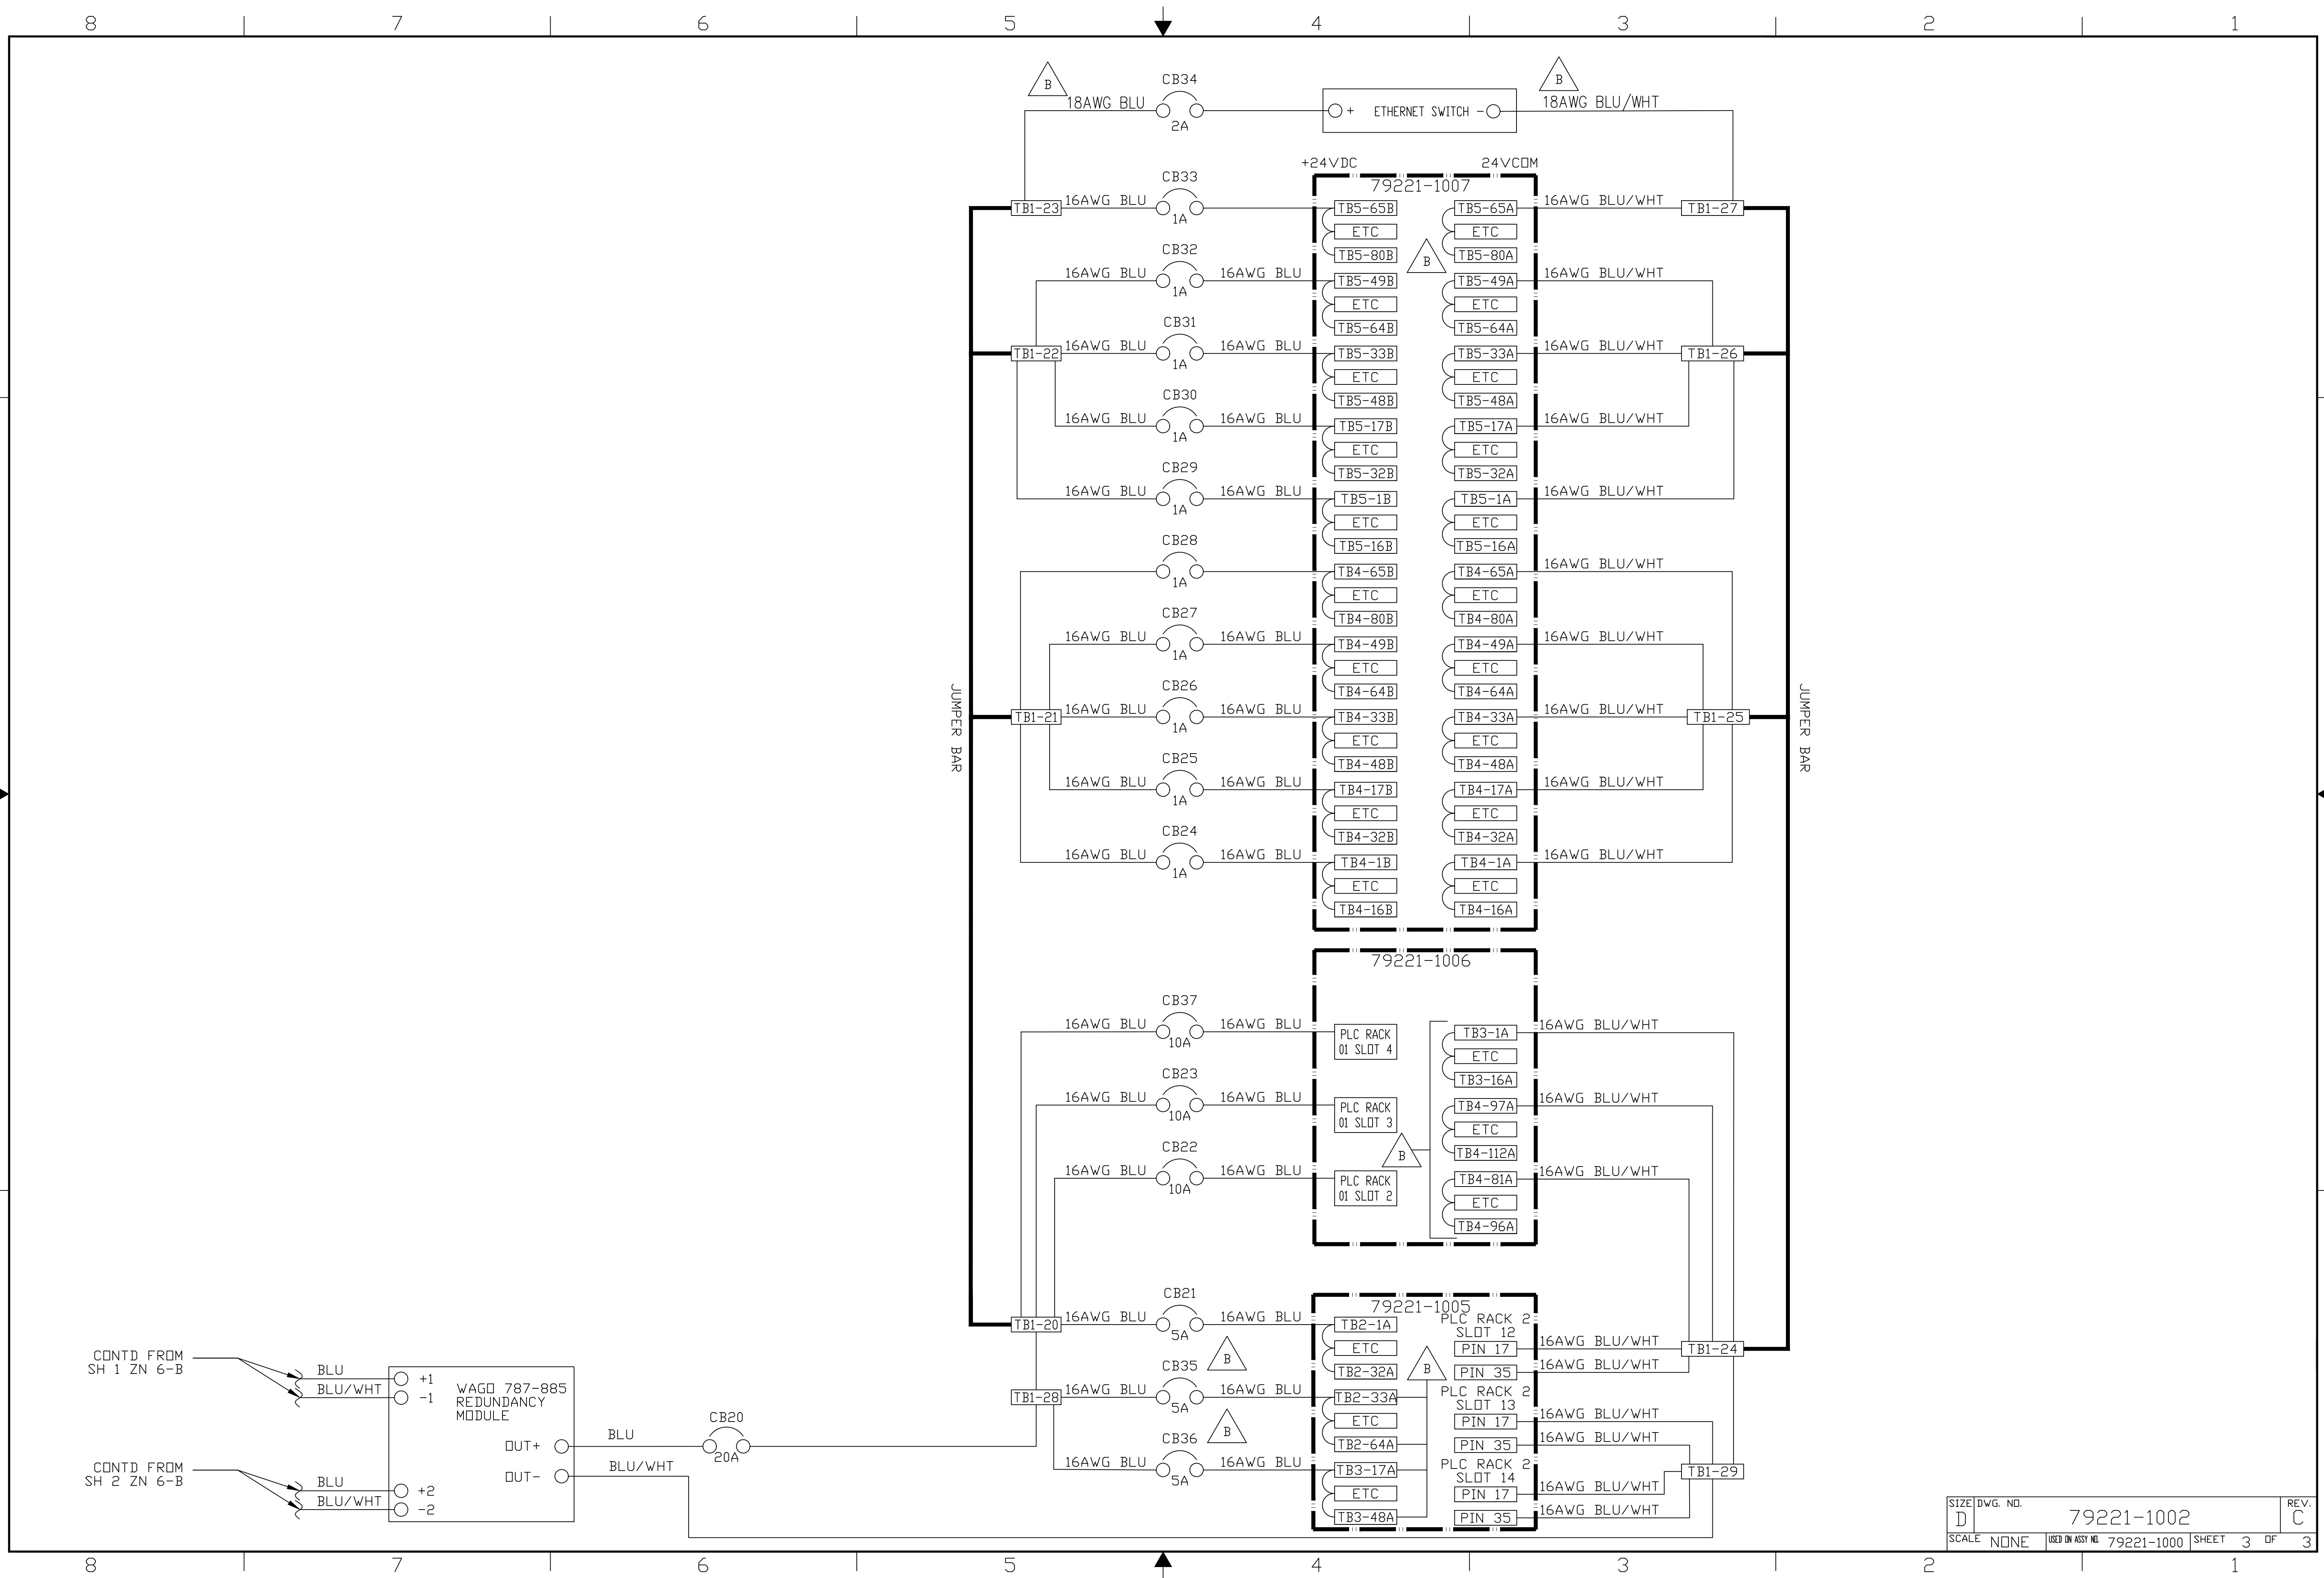 8 7 6 5 4 3 2 1
B
CB34
B
18AWG BLU
2A
+ ETHERNET SWITCH -
18AWG BLU/WHT
+24VDC 24VCOM
79221-1007
CB33
TB1-23 16AWG BLU 1A TB5-65B TB5-65A 16AWG BLU/WHT TB1-27
ETC ETC
TB5-80B B TB5-80A
CB32
16AWG BLU 1A 16AWG BLU TB5-49B TB5-49A 16AWG BLU/WHT
ETC ETC
TB5-64B TB5-64A
CB31
TB1-22 16AWG BLU 1A 16AWG BLU TB5-33B TB5-33A 16AWG BLU/WHT TB1-26
ETC ETC
TB5-48B TB5-48A
CB30
16AWG BLU 1A 16AWG BLU TB5-17B TB5-17A 16AWG BLU/WHT
ETC ETC
TB5-32B TB5-32A
CB29
16AWG BLU 1A 16AWG BLU TB5-1B TB5-1A 16AWG BLU/WHT
ETC ETC
TB5-16B TB5-16A
CB28
1A TB4-65B TB4-65A 16AWG BLU/WHT
ETC ETC
TB4-80B TB4-80A
CB27
16AWG BLU 1A 16AWG BLU TB4-49B TB4-49A 16AWG BLU/WHT
ETC ETC
TB4-64B TB4-64A
JUMPER BAR
JUMPER BAR
CB26
TB1-21 16AWG BLU 1A 16AWG BLU TB4-33B TB4-33A 16AWG BLU/WHT TB1-25
ETC ETC
TB4-48B TB4-48A
CB25
16AWG BLU 1A 16AWG BLU TB4-17B TB4-17A 16AWG BLU/WHT
ETC ETC
TB4-32B TB4-32A
CB24
16AWG BLU 1A 16AWG BLU TB4-1B TB4-1A 16AWG BLU/WHT
ETC ETC
TB4-16B TB4-16A
79221-1006
CB37
16AWG BLU 10A 16AWG BLU PLC RACK TB3-1A 16AWG BLU/WHT
01 SLOT 4 ETC
TB3-16A
CB23
16AWG BLU 10A 16AWG BLU PLC RACK TB4-97A 16AWG BLU/WHT
01 SLOT 3 ETC
B TB4-112A
CB22
16AWG BLU 10A 16AWG BLU PLC RACK TB4-81A 16AWG BLU/WHT
01 SLOT 2 ETC
TB4-96A
79221-1005
CB21
TB1-20 16AWG BLU 5A 16AWG BLU TB2-1A PLC RACK 2
SLOT 12
ETC PIN 17 16AWG BLU/WHT TB1-24
TB2-32A B PIN 35 16AWG BLU/WHT
CB35 B
TB1-28 16AWG BLU 5A 16AWG BLU TB2-33A PLC RACK 2
SLOT 13
ETC PIN 17 16AWG BLU/WHT
TB2-64A PIN 35 16AWG BLU/WHT
CB36 B
16AWG BLU 5A 16AWG BLU TB3-17A PLC RACK 2
SLOT 14
TB1-29
ETC PIN 17 16AWG BLU/WHT
TB3-48A PIN 35 16AWG BLU/WHT
CONTD FROM
SH 1 ZN 6-B
BLU +1
BLU/WHT -1
WAGO 787-885
REDUNDANCY
MODULE
OUT+ BLU
CB20
20A
OUT- BLU/WHT
CONTD FROM
SH 2 ZN 6-B
BLU +2
BLU/WHT -2
SIZE DWG. NO. REV.
D 79221-1002 C
SCALE NONE USED ON ASSY NO. 79221-1000 SHEET 3 OF 3
8 7 6 5 4 3 2 1